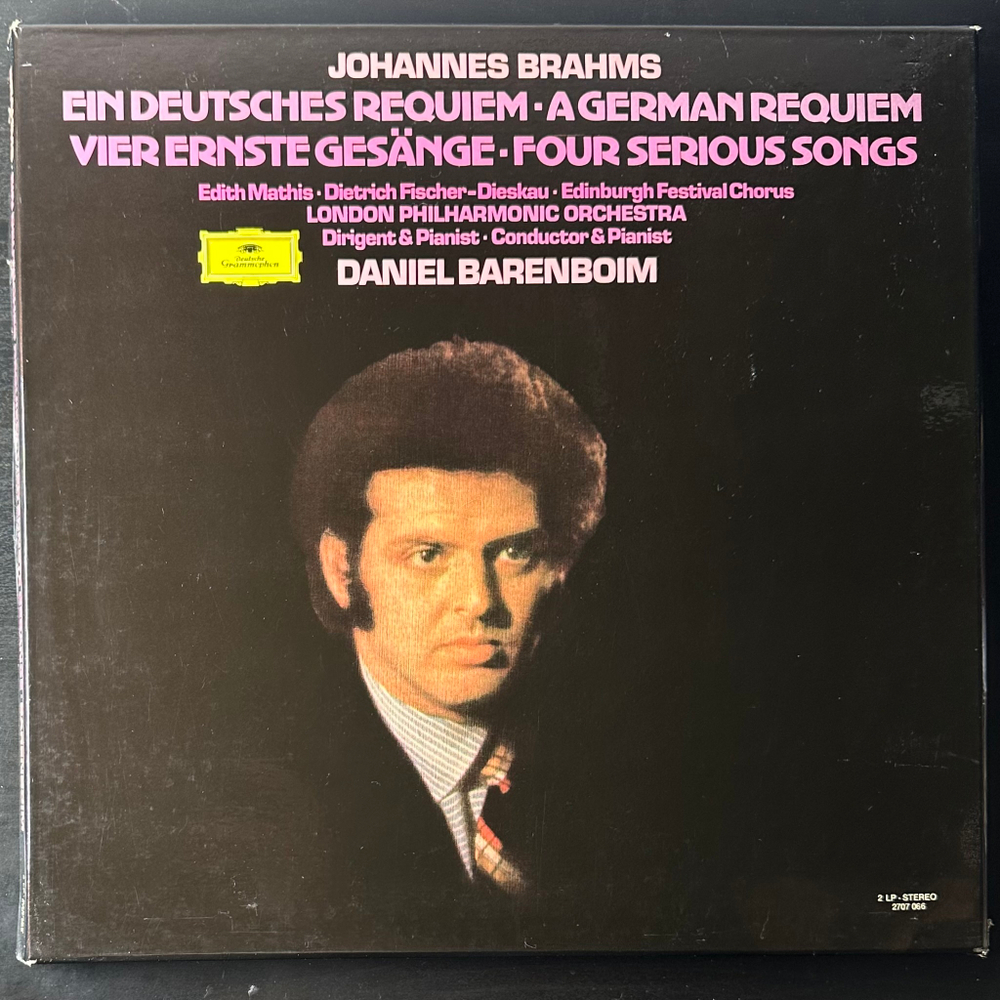 JOHANNES BRAHMS
EIN DEUTSCHES REQUIEM · A GERMAN REQUIEM
VIER ERNSTE GESÄNGE · FOUR SERIOUS SONGS
Edith Mathis · Dietrich Fischer-Dieskau · Edinburgh Festival Chorus
LONDON PHILHARMONIC ORCHESTRA
Dirigent & Pianist · Conductor & Pianist
DANIEL BARENBOIM
Deutsche
Grammophon
2 LP · STEREO
2707 066